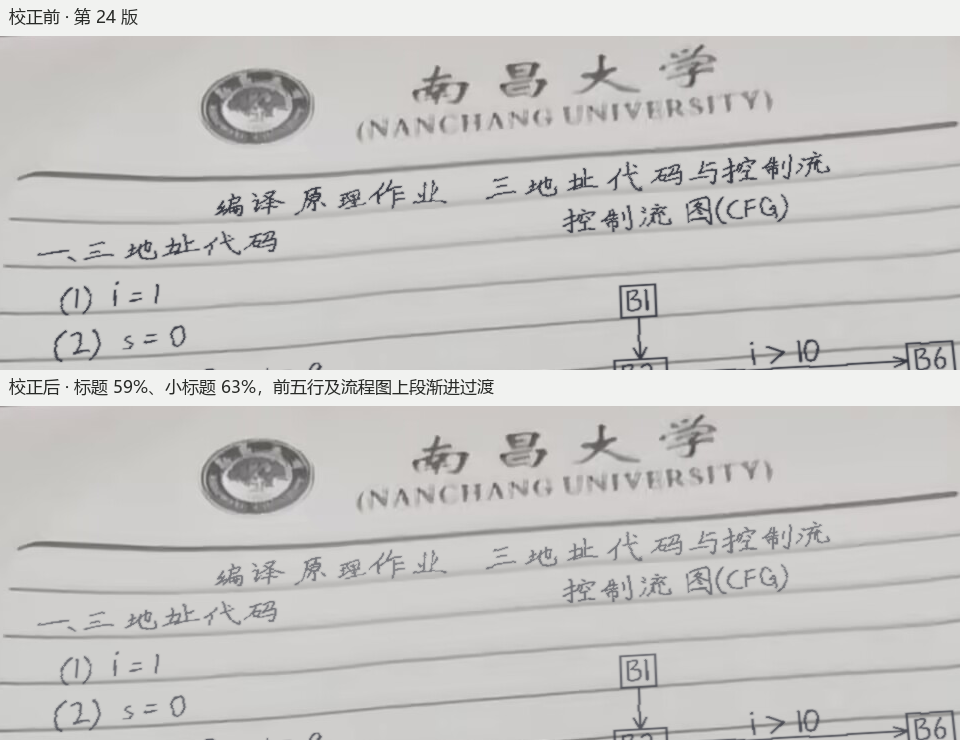 校正前 · 第 24 版
南昌大学
(NANCHANG UNIVERSITY)
编译原理作业 三地址代码与控制流
控制流图(CFG)
一、三地址代码
(1) i = 1
B1
(2) s = 0
i > 10
B6
校正后 · 标题 59%、小标题 63%，前五行及流程图上段渐进过渡
南昌大学
(NANCHANG UNIVERSITY)
编译原理作业 三地址代码与控制流
控制流图(CFG)
一、三地址代码
(1) i = 1
B1
(2) s = 0
i > 10
B6